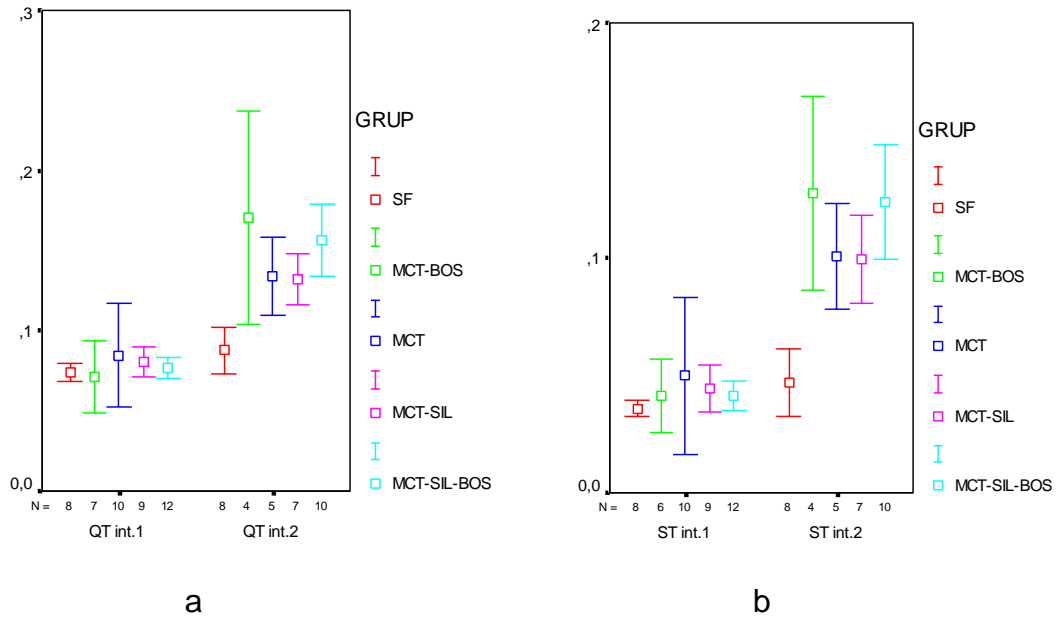 ,3
,2
,1
0,0
N = 8 7 10 9 12 8 4 5 7 10
QT int.1 QT int.2
GRUP
SF
MCT-BOS
MCT
MCT-SIL
MCT-SIL-BOS
a
,2
,1
0,0
N = 8 6 10 9 12 8 4 5 7 10
ST int.1 ST int.2
GRUP
SF
MCT-BOS
MCT
MCT-SIL
MCT-SIL-BOS
b